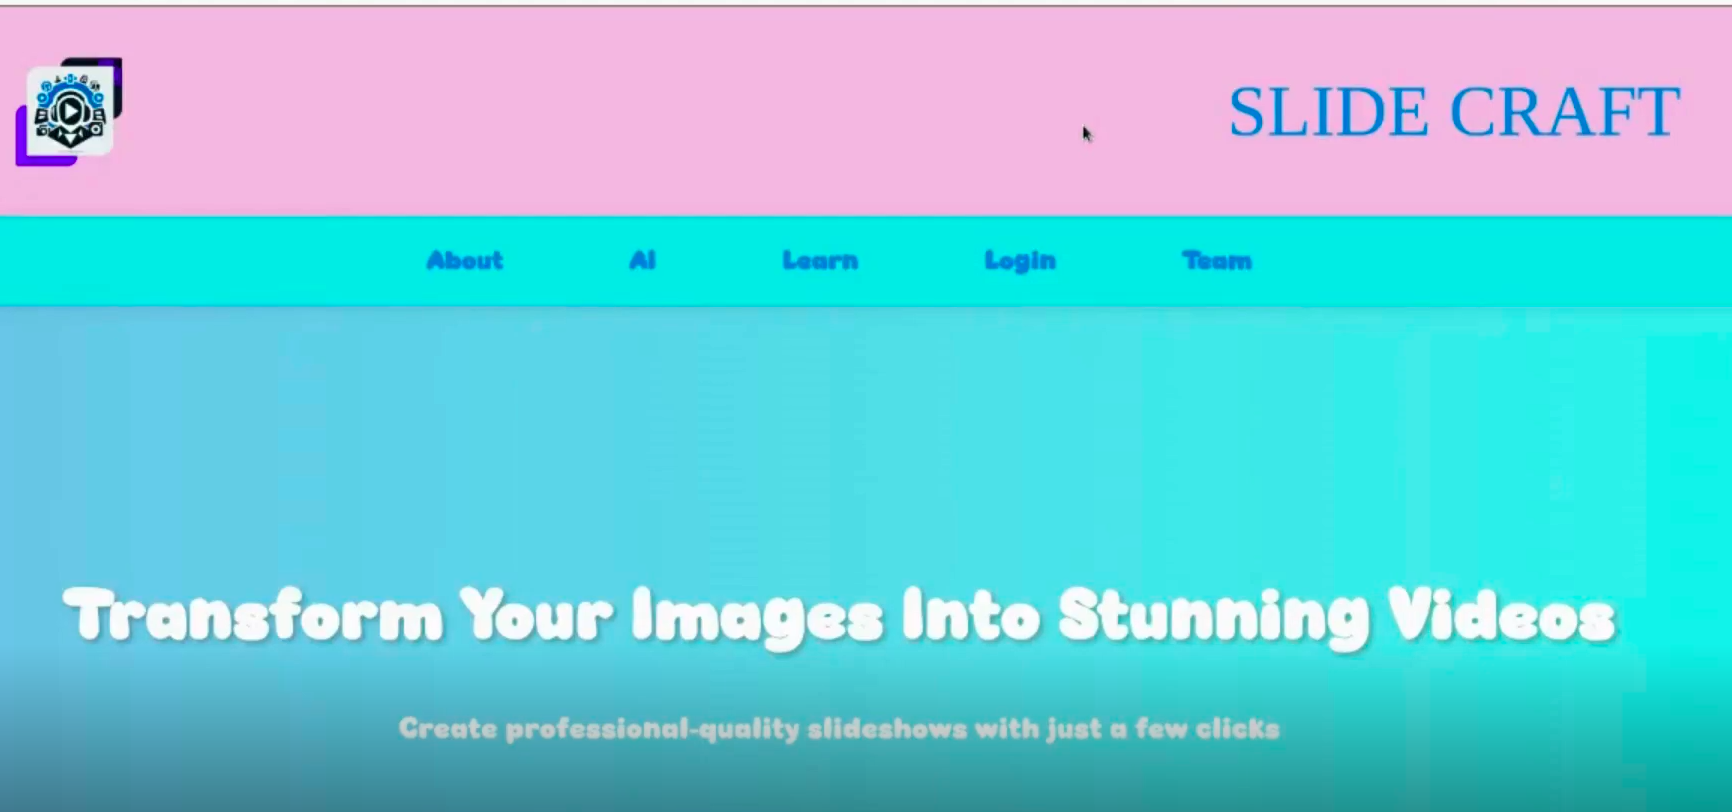 SLIDE CRAFT
About AI Learn Login Team
Transform Your Images Into Stunning Videos
Create professional-quality slideshows with just a few clicks